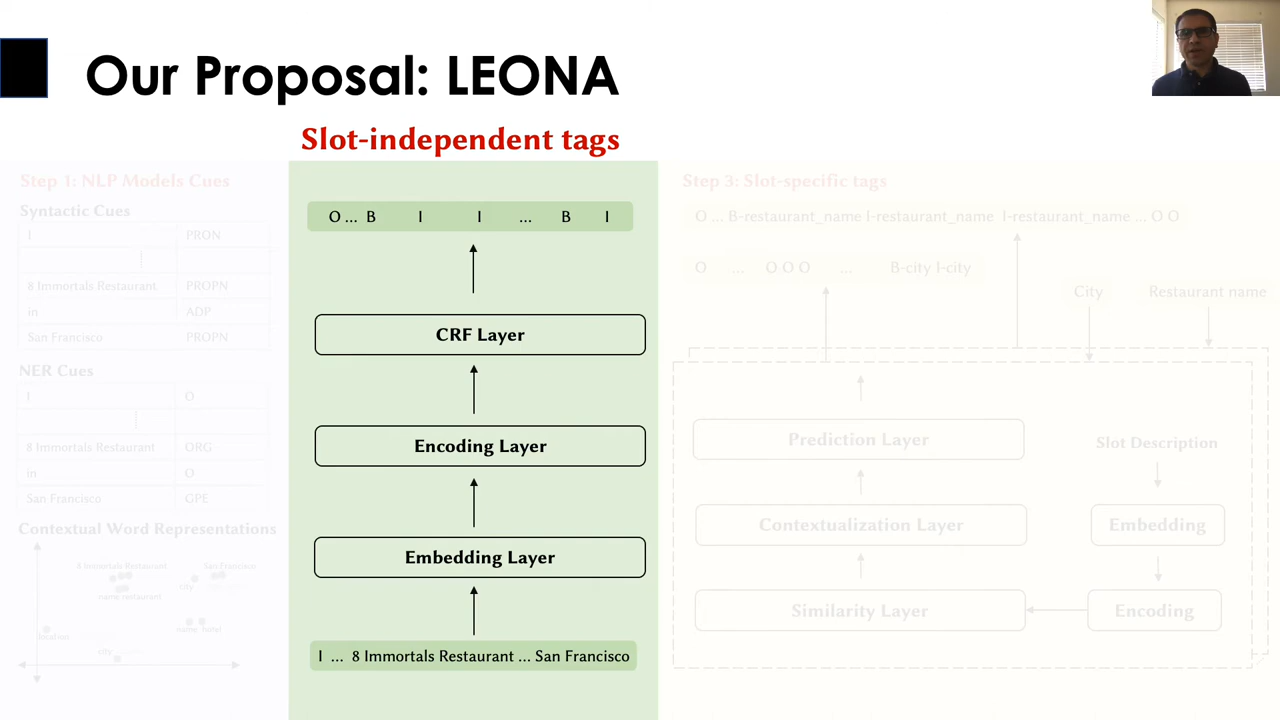 Our Proposal: LEONA
Slot-independent tags
Step 1: NLP Models Cues
Syntactic Cues
I PRON
8 Immortals Restaurant PROPN
in ADP
San Francisco PROPN
NER Cues
I O
8 Immortals Restaurant ORG
in O
San Francisco GPE
Contextual Word Representations
8 Immortals Restaurant San Francisco
city
name restaurant
name hotel
location
city
O ... B I I ... B I
CRF Layer
Encoding Layer
Embedding Layer
I ... 8 Immortals Restaurant ... San Francisco
Step 3: Slot-specific tags
O ... B-restaurant_name I-restaurant_name I-restaurant_name ... O O
O ... O O O ... B-city I-city
City Restaurant name
Prediction Layer
Slot Description
Contextualization Layer
Embedding
Similarity Layer
Encoding